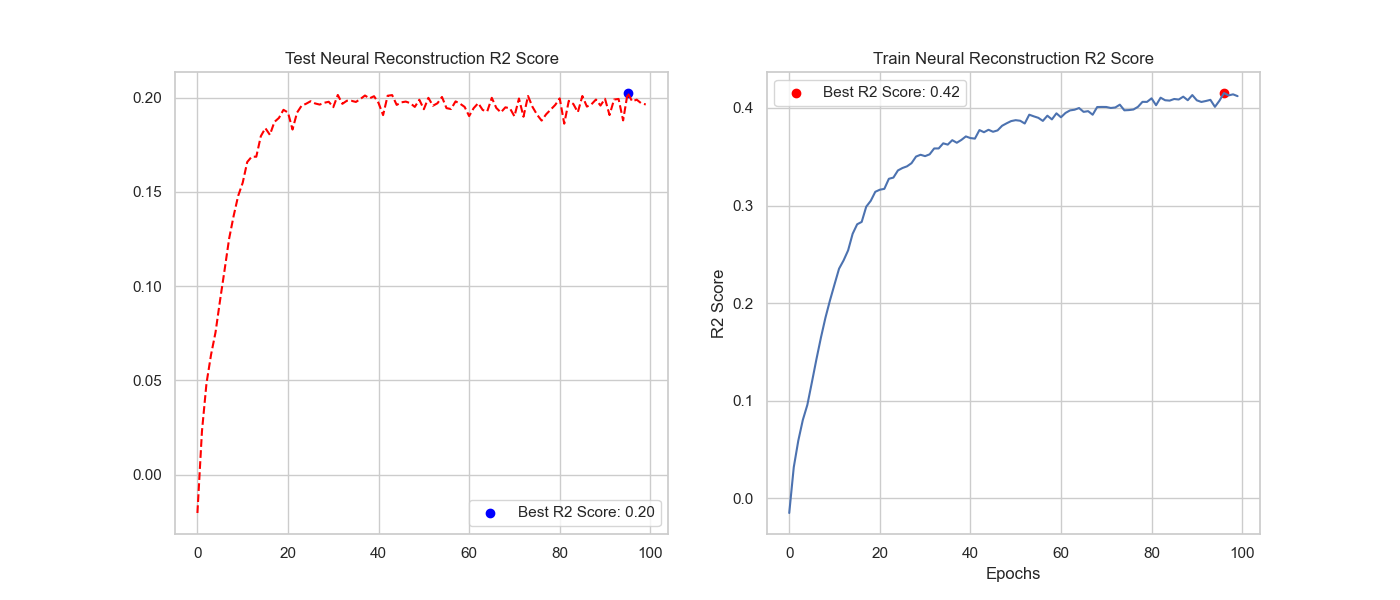 Test Neural Reconstruction R2 Score
0.20
0.15
0.10
0.05
0.00
Best R2 Score: 0.20
0 20 40 60 80 100
Train Neural Reconstruction R2 Score
Best R2 Score: 0.42
R2 Score
0.4
0.3
0.2
0.1
0.0
0 20 40 60 80 100
Epochs